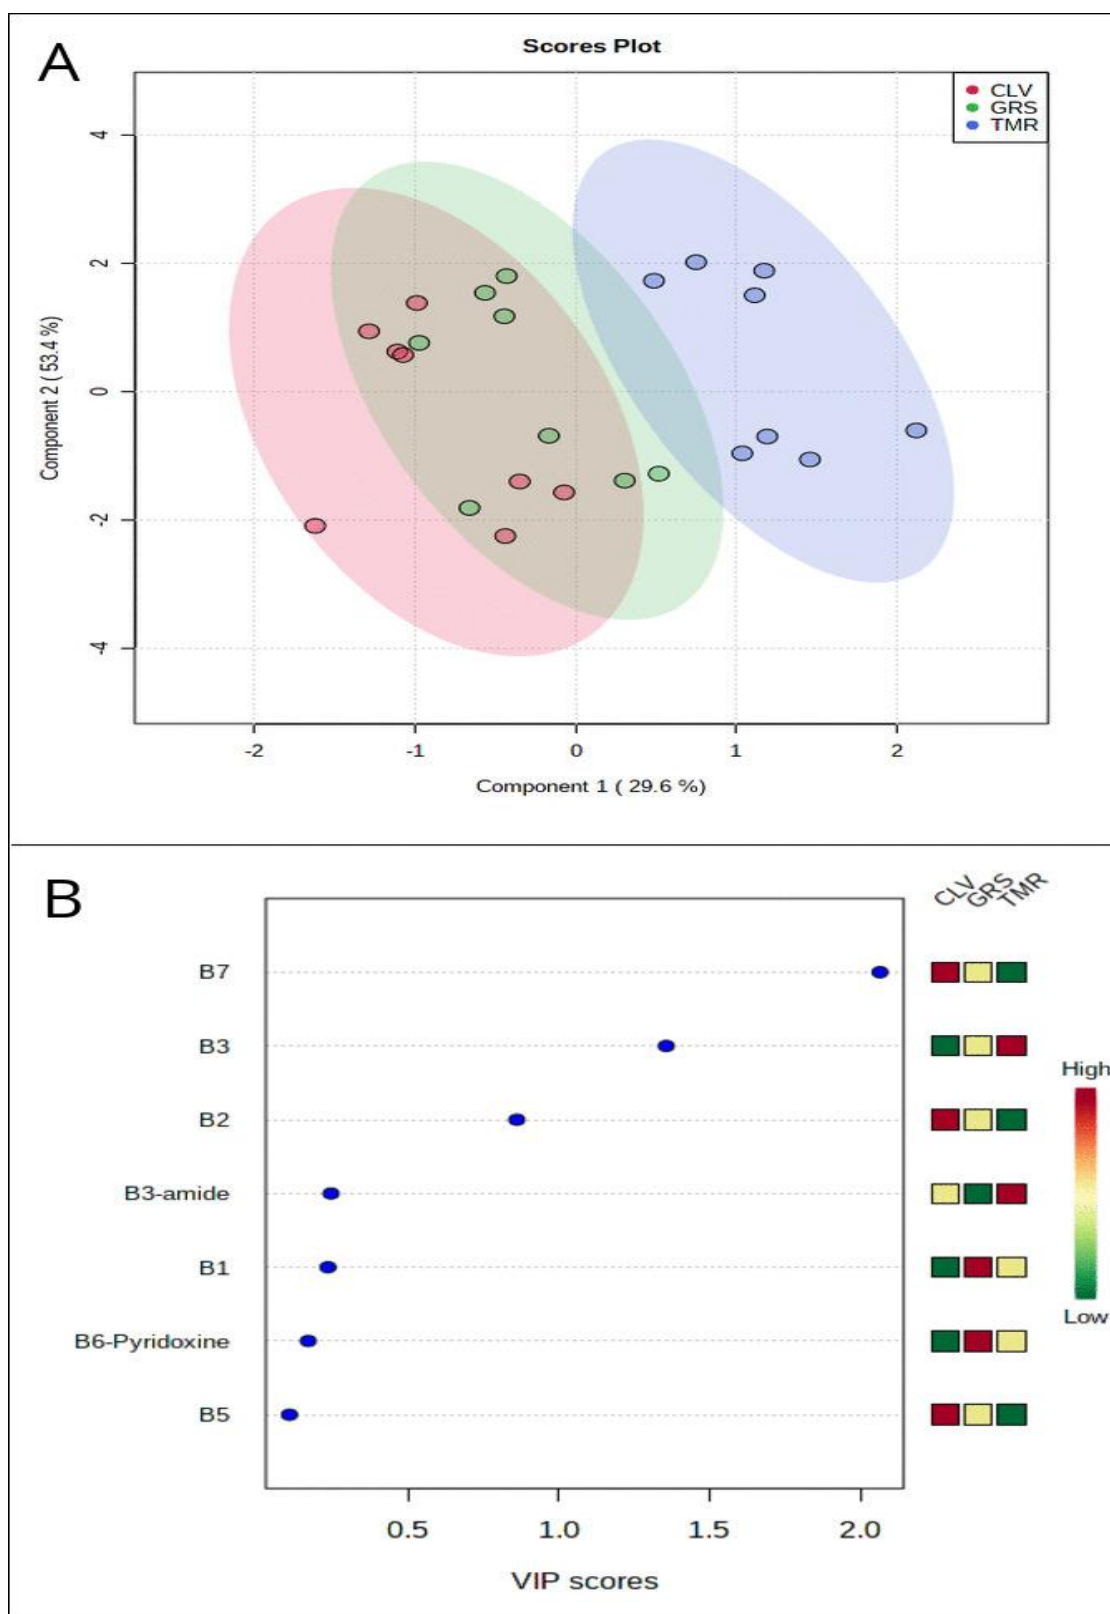 A
Scores Plot
CLV
GRS
TMR
4
2
0
-2
-4
Component 2 ( 53.4 %)
-2 -1 0 1 2
Component 1 ( 29.6 %)
B
CLV GRS TMR
B7
B3
B2
B3-amide
B1
B6-Pyridoxine
B5
High
Low
0.5 1.0 1.5 2.0
VIP scores